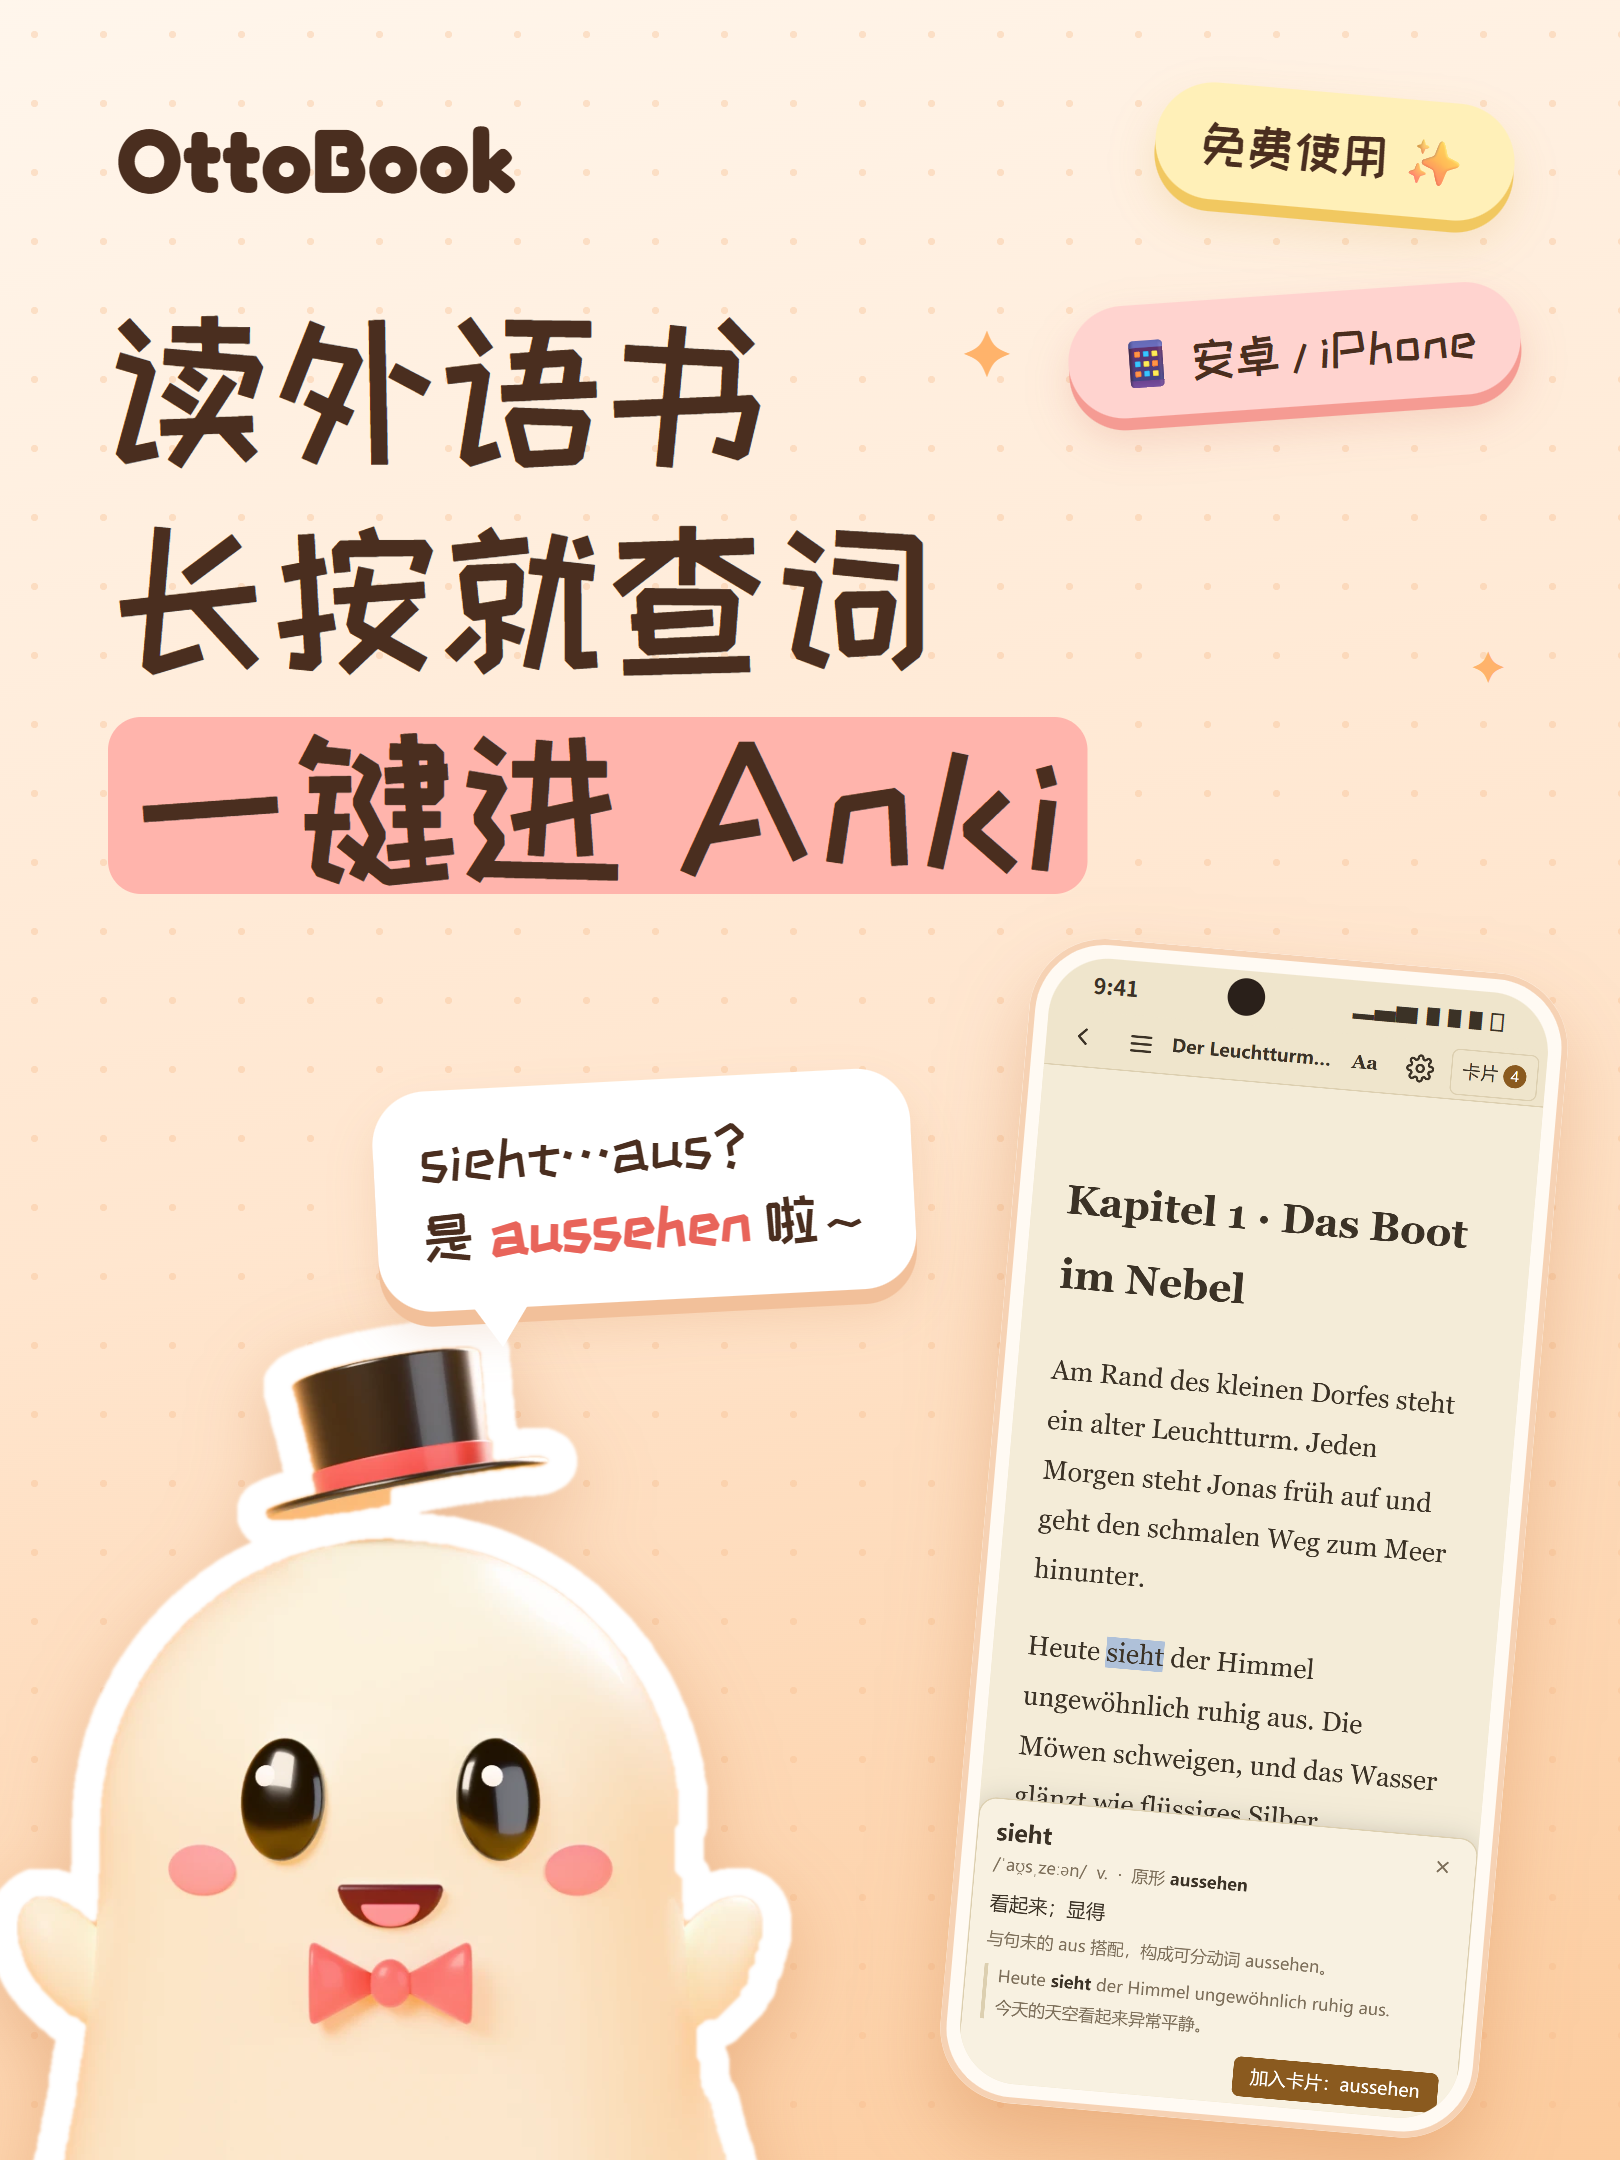 OttoBook
免费使用 ✨
安卓 / iPhone
读外语书
长按就查词
一键进 Anki
sieht…aus?
是 aussehen 啦~
9:41
Der Leuchtturm... Aa 卡片 4
Kapitel 1 · Das Boot
im Nebel
Am Rand des kleinen Dorfes steht
ein alter Leuchtturm. Jeden
Morgen steht Jonas früh auf und
geht den schmalen Weg zum Meer
hinunter.
Heute sieht der Himmel
ungewöhnlich ruhig aus. Die
Möwen schweigen, und das Wasser
glänzt wie flüssiges Silber
sieht
/ˈaʊ̯sˌzeːən/ v. · 原形 aussehen
看起来；显得
与句末的 aus 搭配，构成可分动词 aussehen。
Heute sieht der Himmel ungewöhnlich ruhig aus.
今天的天空看起来异常平静。
加入卡片：aussehen